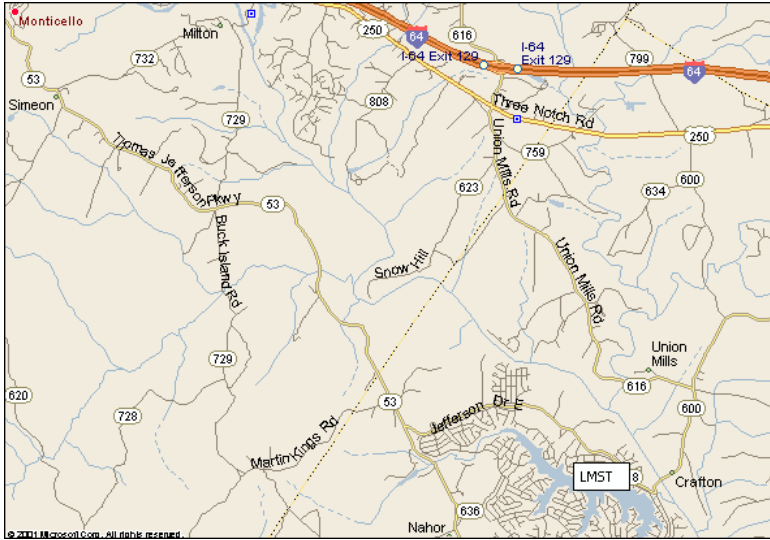 Monticello
Milton
616
64
250
I-64 Exit 129
I-64
Exit 129
799
64
53
732
Simeon
808
Three Notch Rd
729
250
Thomas Jefferson Pkwy
Union Mills Rd
759
623
634
600
53
Buck Island Rd
Snow Hill
Union Mills Rd
Union
Mills
729
616
620
53
600
728
Jefferson Dr E
Martin Kings Rd
LMST
8
Crafton
636
Nahor
© 2001 Microsoft Corp. All rights reserved.